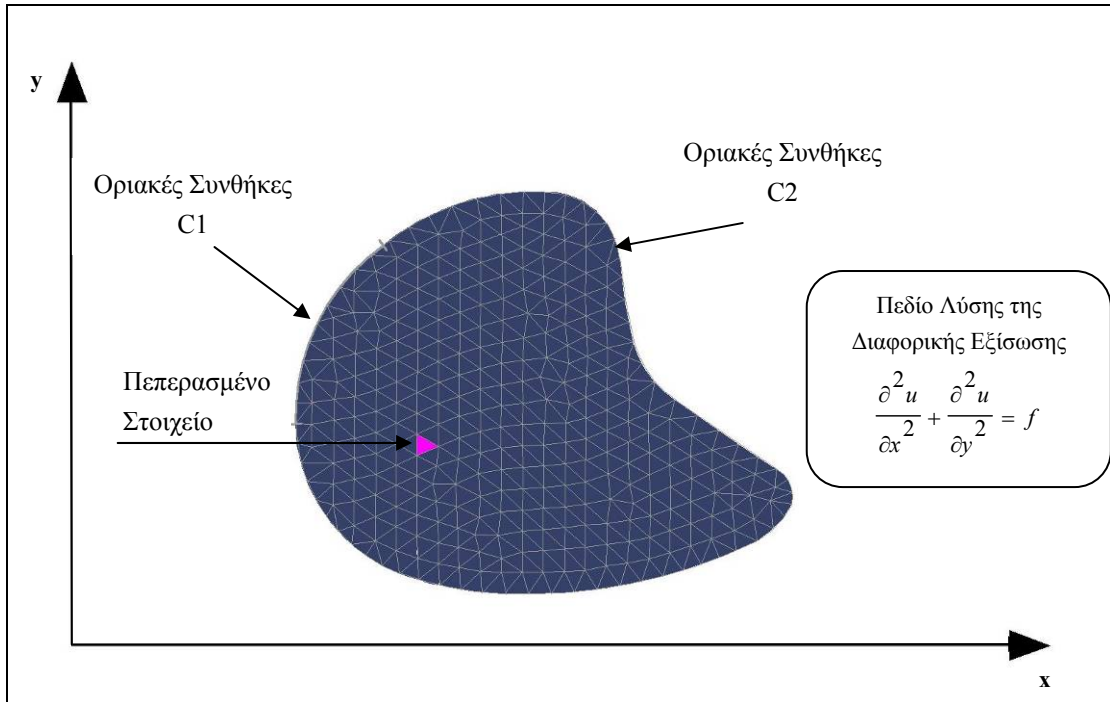 y
Οριακές Συνθήκες
C1
Οριακές Συνθήκες
C2
Πεπερασμένο
Στοιχείο
Πεδίο Λύσης της
Διαφορικής Εξίσωσης
∂²u/∂x² + ∂²u/∂y² = f
x